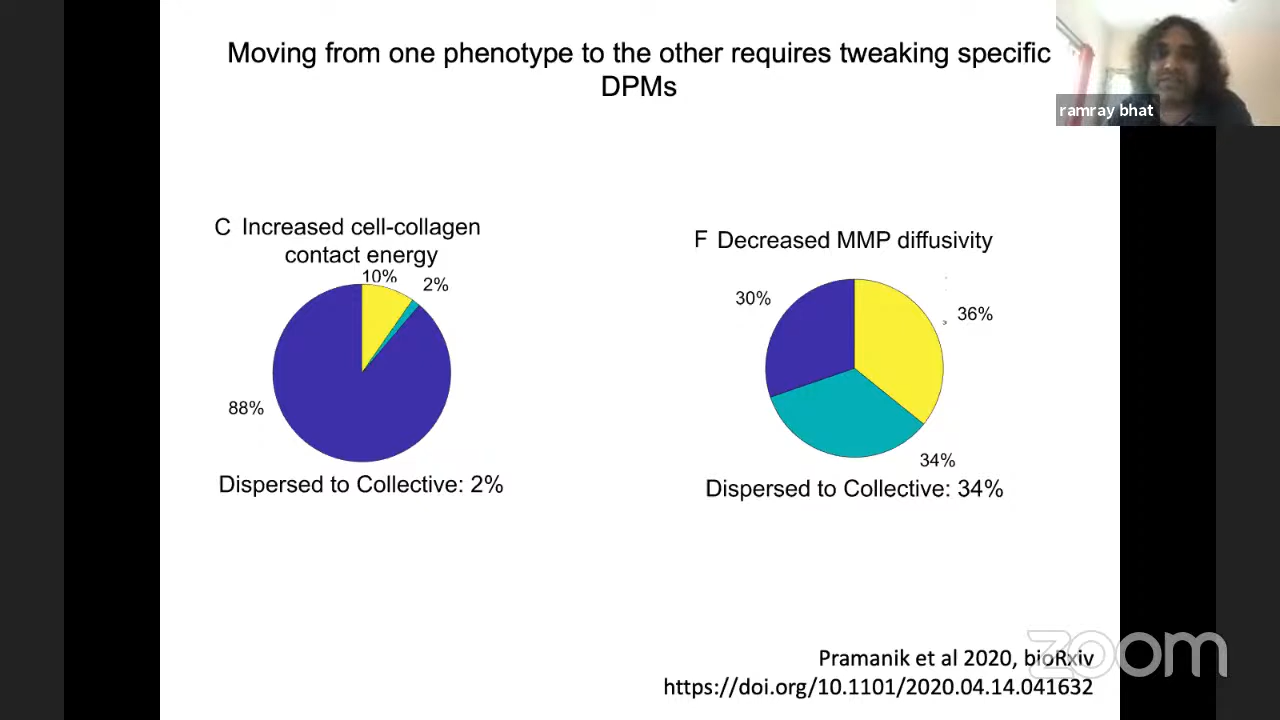 Moving from one phenotype to the other requires tweaking specific
DPMs
ramray bhat
C Increased cell-collagen
contact energy
10%
2%
88%
Dispersed to Collective: 2%
F Decreased MMP diffusivity
30%
36%
34%
Dispersed to Collective: 34%
Pramanik et al 2020, bioRxiv
https://doi.org/10.1101/2020.04.14.041632
zoom